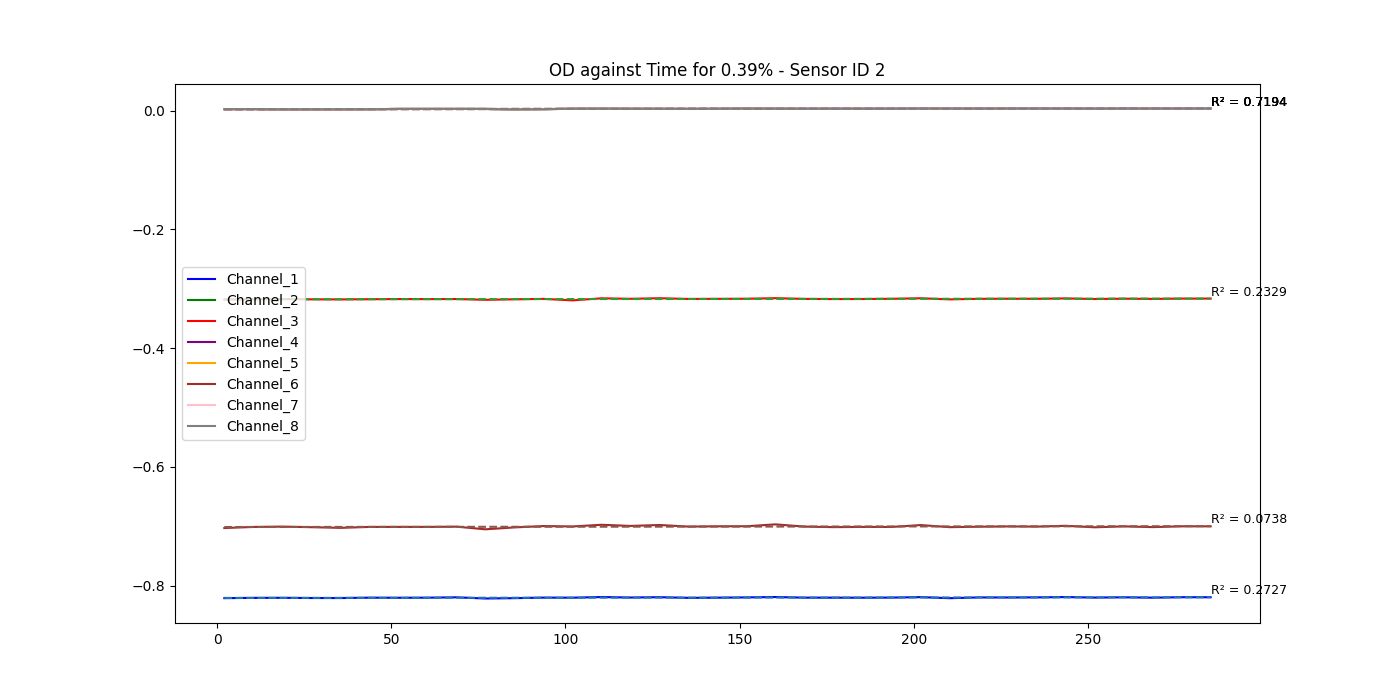 OD against Time for 0.39% - Sensor ID 2
0.0
−0.2
−0.4
−0.6
−0.8
Channel_1
Channel_2
Channel_3
Channel_4
Channel_5
Channel_6
Channel_7
Channel_8
R² = 0.7194
R² = 0.2329
R² = 0.0738
R² = 0.2727
0 50 100 150 200 250